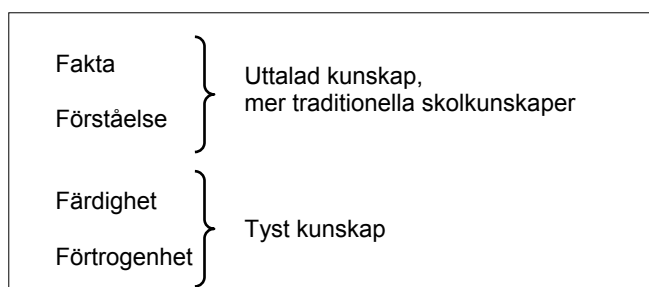 Fakta
Förståelse
Uttalad kunskap,
mer traditionella skolkunskaper
Färdighet
Förtrogenhet
Tyst kunskap